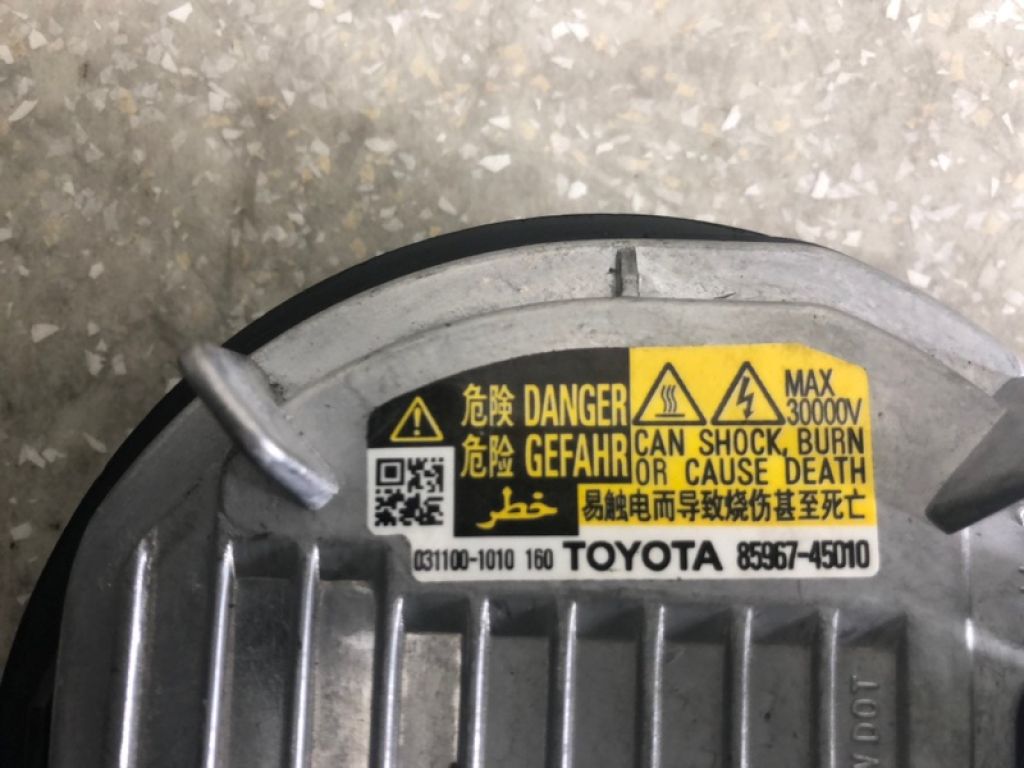 危険 DANGER
危险 GEFAHR
خطر
MAX
30000V
CAN SHOCK, BURN
OR CAUSE DEATH
易触电而导致烧伤甚至死亡
031100-1010 160 TOYOTA 85967-45010
DOT